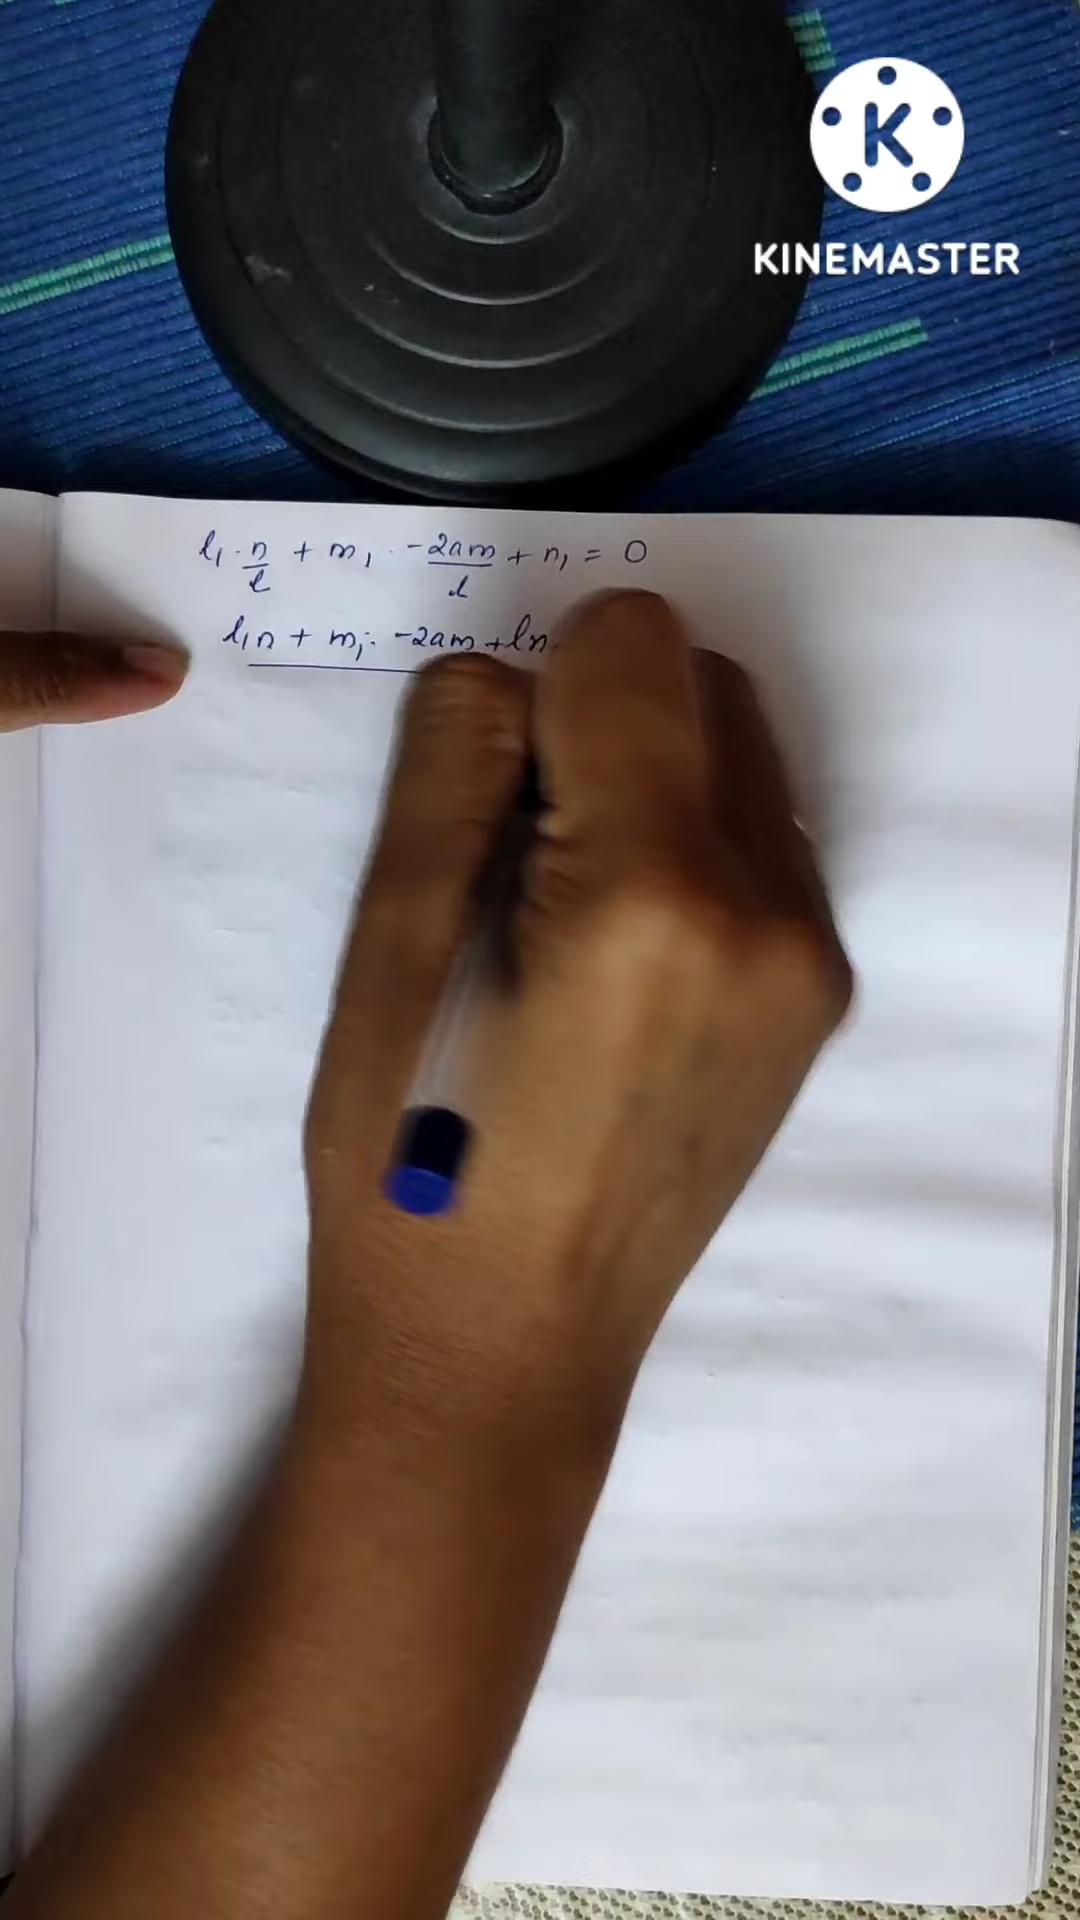 KINEMASTER
l₁ · n/l + m₁ · -2am/l + n₁ = 0
l₁n + m₁ · -2am + ln